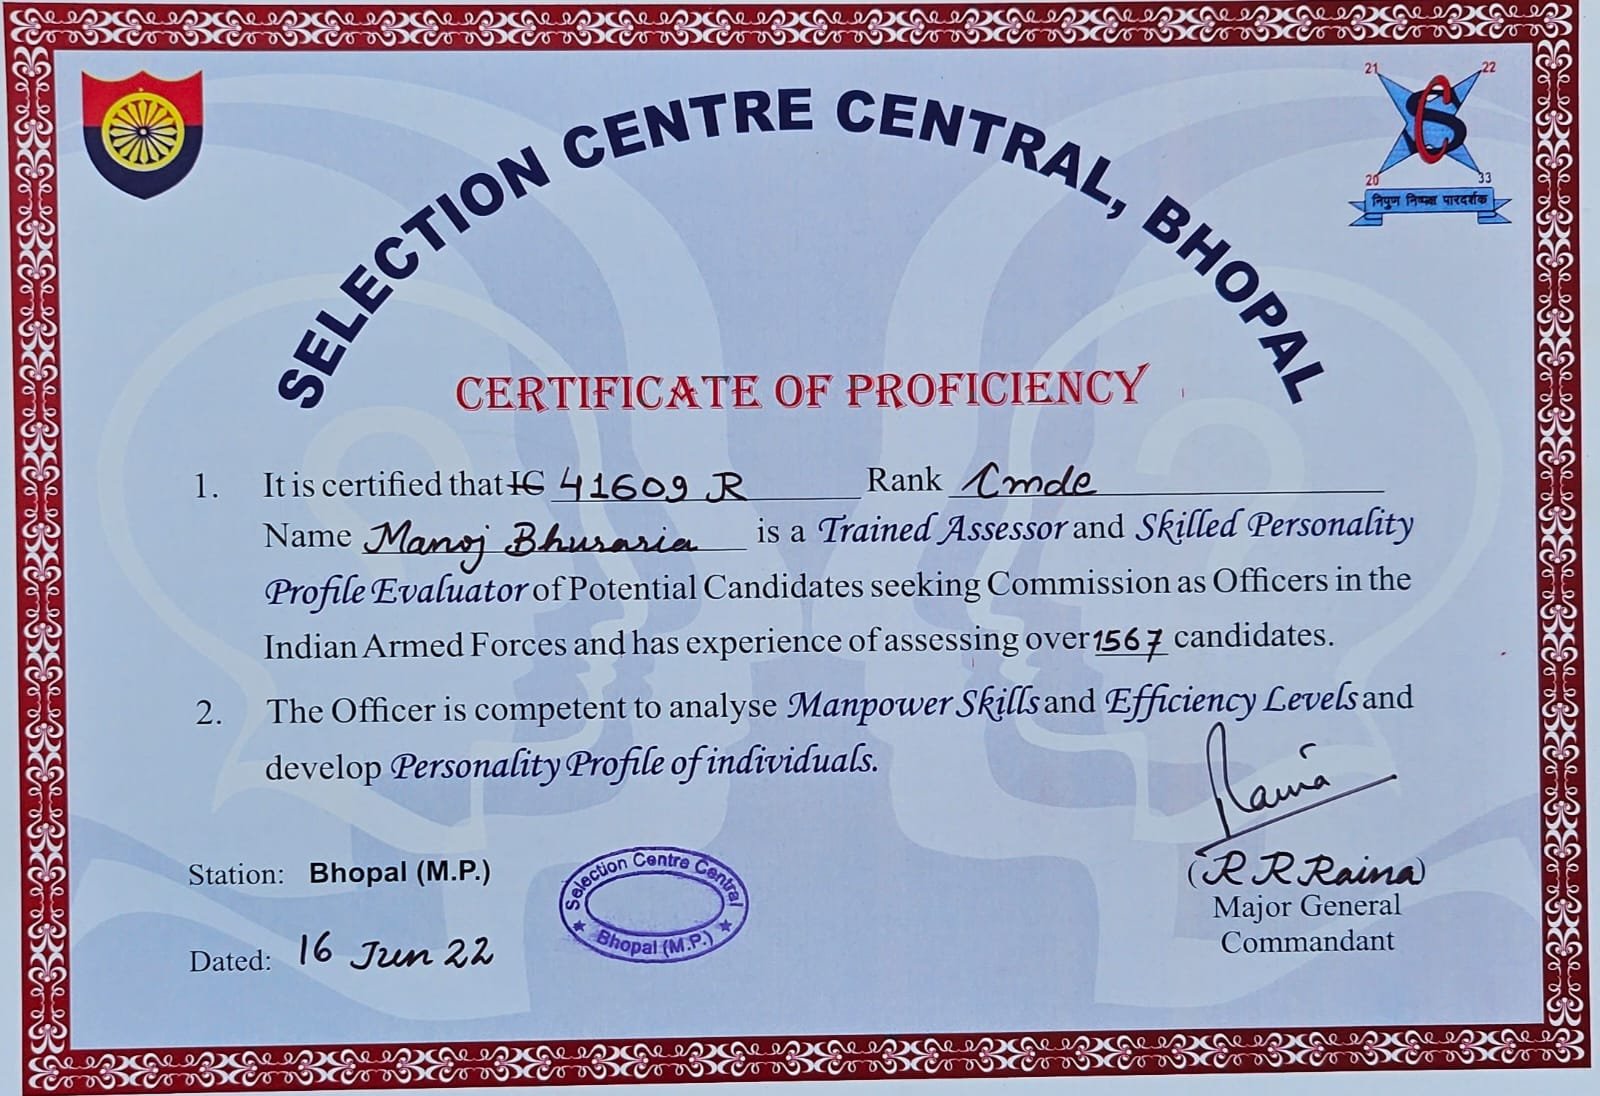 21 22
20 33
निपुण निष्पक्ष पारदर्शक
SELECTION CENTRE CENTRAL, BHOPAL
CERTIFICATE OF PROFICIENCY
1. It is certified that IC 41609 R Rank Cmde
Name Manoj Bhuraria is a Trained Assessor and Skilled Personality
Profile Evaluator of Potential Candidates seeking Commission as Officers in the
Indian Armed Forces and has experience of assessing over 1567 candidates.
2. The Officer is competent to analyse Manpower Skills and Efficiency Levels and
develop Personality Profile of individuals.
Raina
Station: Bhopal (M.P.)
Selection Centre Central
Bhopal (M.P.)
(R R Raina)
Major General
Commandant
Dated: 16 Jun 22